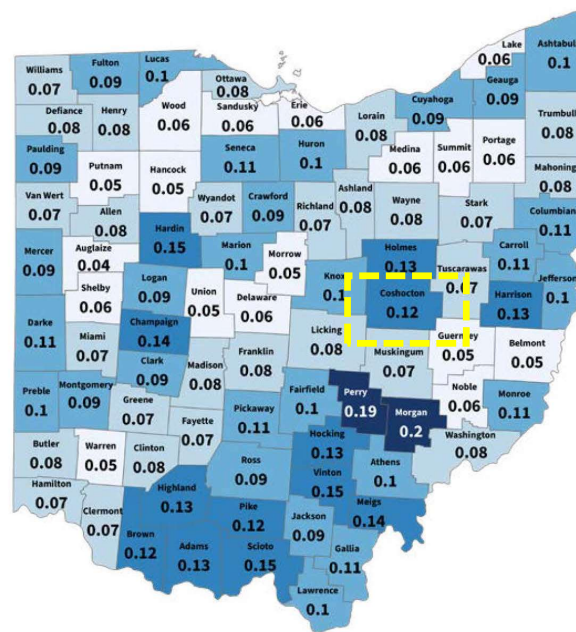 Williams
0.07
Fulton
0.09
Lucas
0.1
Ottawa
0.08
Lake
0.06
Ashtabul
0.1
Geauga
0.09
Cuyahoga
0.09
Defiance
0.08
Henry
0.08
Wood
0.06
Sandusky
0.06
Erie
0.06
Lorain
0.08
Trumbull
0.08
Paulding
0.09
Putnam
0.05
Hancock
0.05
Seneca
0.11
Huron
0.1
Medina
0.06
Summit
0.06
Portage
0.06
Mahoning
0.08
Van Wert
0.07
Allen
0.08
Wyandot
0.07
Crawford
0.09
Richland
0.07
Ashland
0.08
Wayne
0.08
Stark
0.07
Columbian
0.11
Mercer
0.09
Auglaize
0.04
Hardin
0.15
Marion
0.1
Morrow
0.05
Knox
0.1
Holmes
0.13
Tuscarawas
0.07
Carroll
0.11
Jefferson
0.1
Shelby
0.06
Logan
0.09
Union
0.05
Delaware
0.06
Coshocton
0.12
Harrison
0.13
Darke
0.11
Miami
0.07
Champaign
0.14
Clark
0.09
Madison
0.08
Franklin
0.08
Licking
0.08
Muskingum
0.07
Guernsey
0.05
Belmont
0.05
Preble
0.1
Montgomery
0.09
Greene
0.07
Fayette
0.07
Pickaway
0.11
Fairfield
0.1
Perry
0.19
Morgan
0.2
Noble
0.06
Monroe
0.11
Washington
0.08
Butler
0.08
Warren
0.05
Clinton
0.08
Ross
0.09
Hocking
0.13
Vinton
0.15
Athens
0.1
Hamilton
0.07
Clermont
0.07
Highland
0.13
Pike
0.12
Jackson
0.09
Meigs
0.14
Brown
0.12
Adams
0.13
Scioto
0.15
Gallia
0.11
Lawrence
0.1